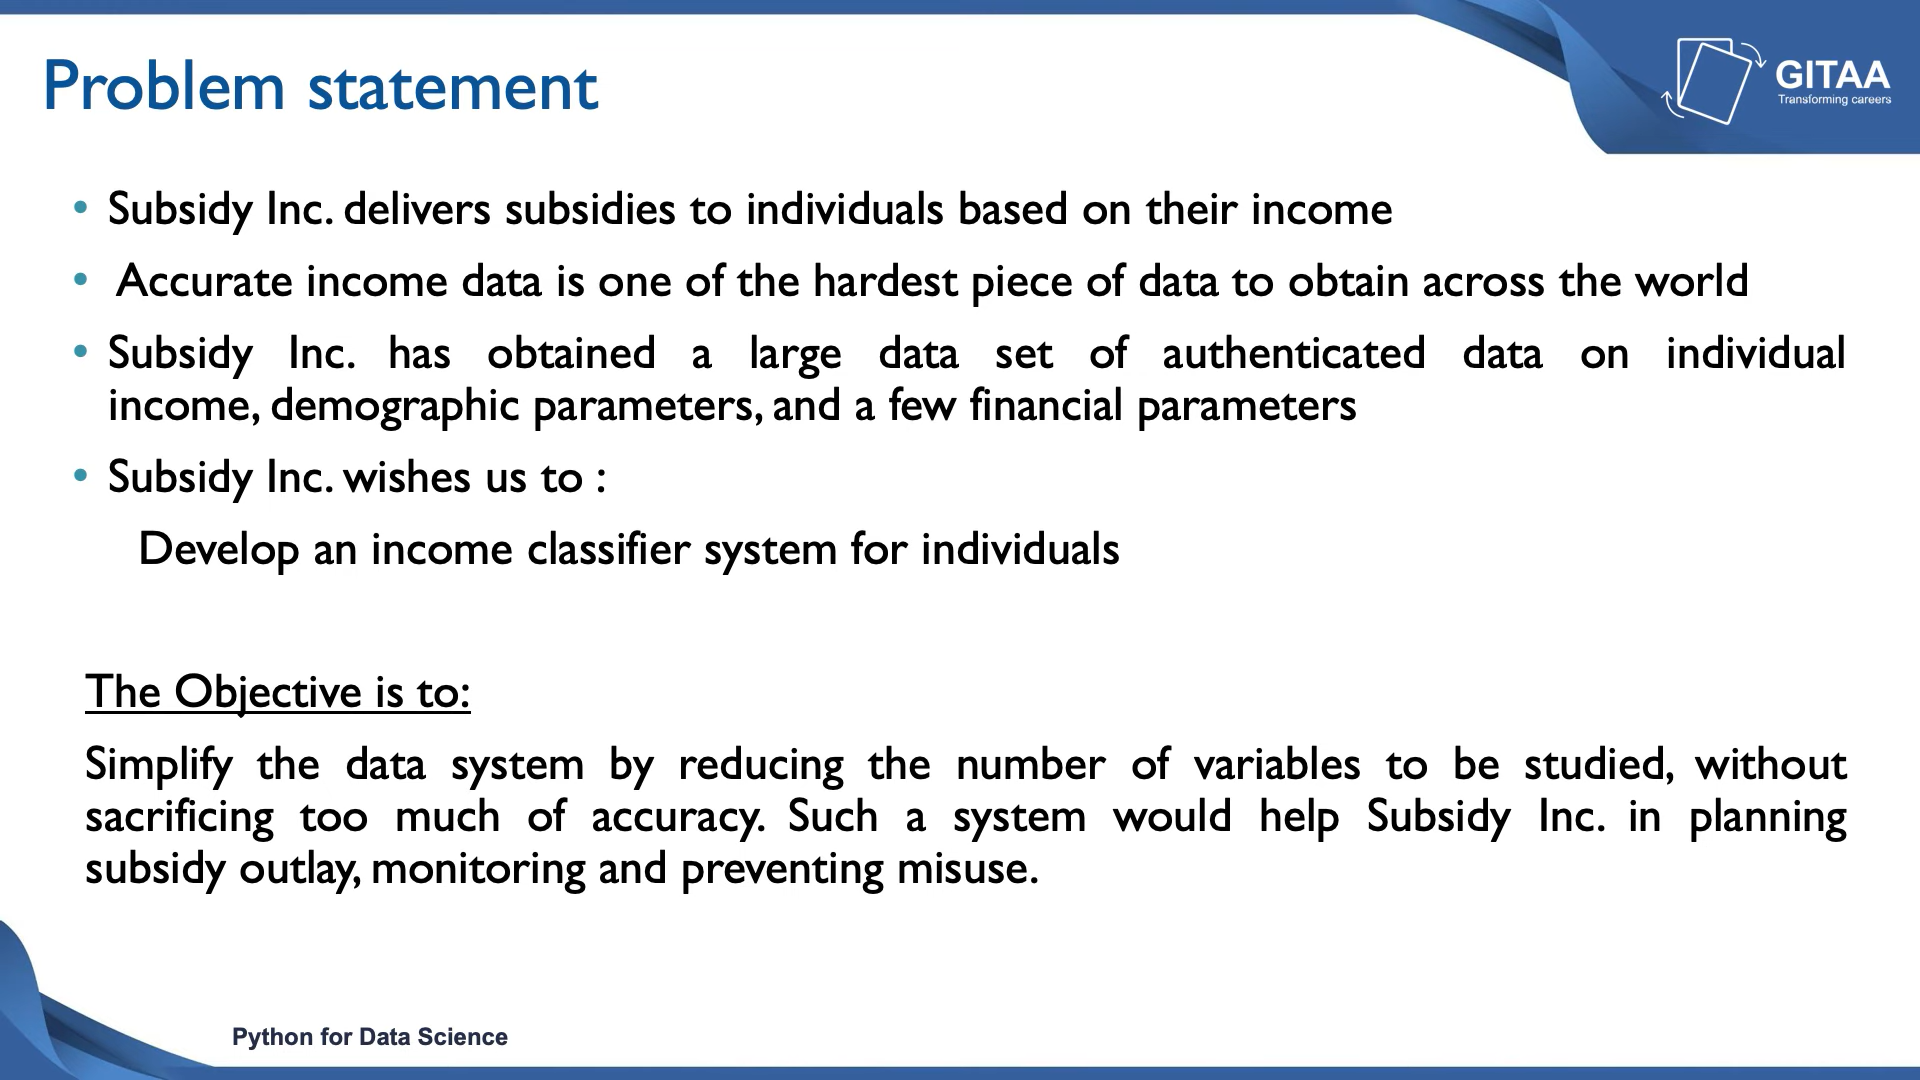 Problem statement
GITAA
Transforming careers
• Subsidy Inc. delivers subsidies to individuals based on their income
• Accurate income data is one of the hardest piece of data to obtain across the world
• Subsidy Inc. has obtained a large data set of authenticated data on individual
income, demographic parameters, and a few financial parameters
• Subsidy Inc. wishes us to :
Develop an income classifier system for individuals
The Objective is to:
Simplify the data system by reducing the number of variables to be studied, without
sacrificing too much of accuracy. Such a system would help Subsidy Inc. in planning
subsidy outlay, monitoring and preventing misuse.
Python for Data Science